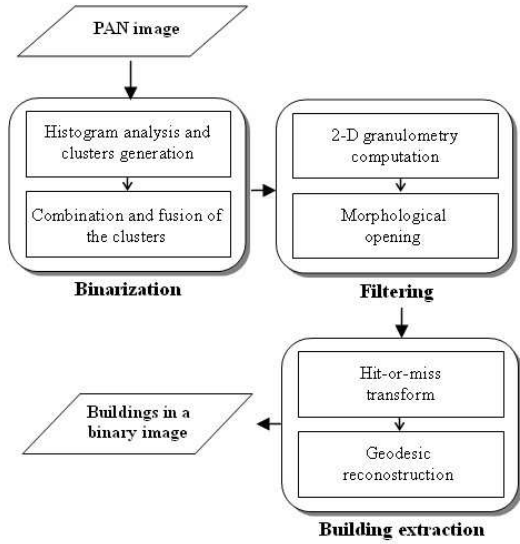 PAN image
Histogram analysis and
clusters generation
Combination and fusion of
the clusters
Binarization
2-D granulometry
computation
Morphological
opening
Filtering
Hit-or-miss
transform
Geodesic
reconostruction
Building extraction
Buildings in a
binary image